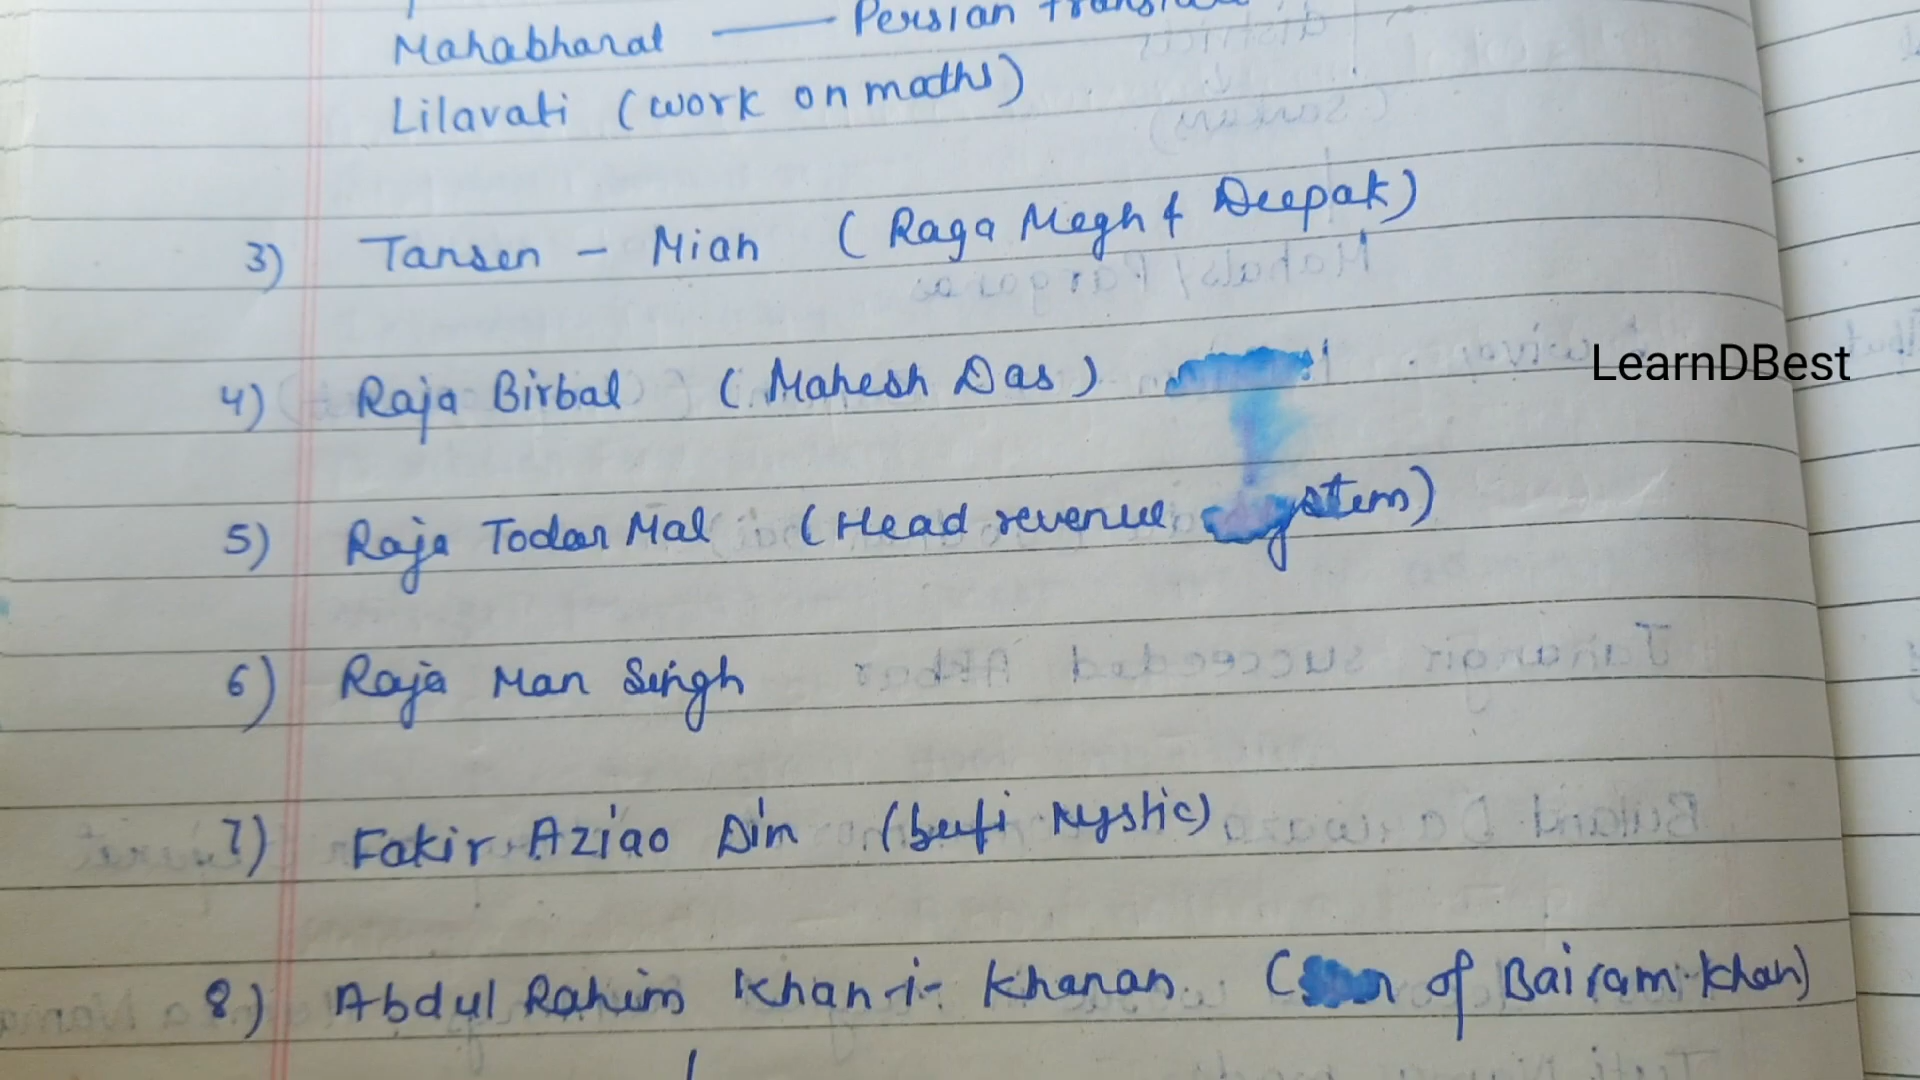 Mahabharat —— Persian
Lilavati (work on maths)
3) Tansen - Mian (Raga Megh & Deepak)
4) Raja Birbal (Mahesh Das)
LearnDBest
5) Raja Todar Mal (Head revenue system)
6) Raja Man Singh
7) Fakir Aziao Din (Sufi Mystic)
8) Abdul Rahim Khan-i-Khanan (Son of Bairam Khan)